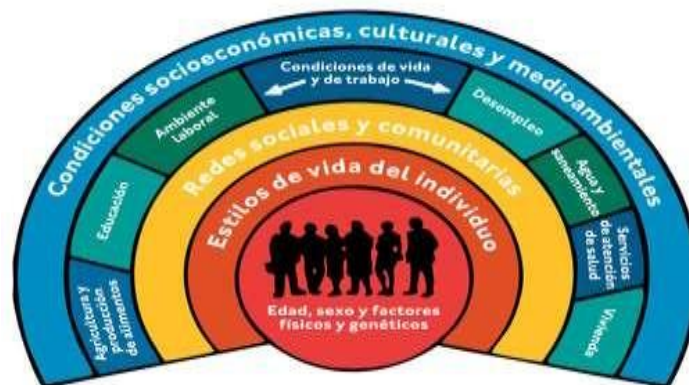 Condiciones socioeconómicas, culturales y medioambientales
Condiciones de vida
y de trabajo
Agricultura y
producción
de alimentos
Educación
Ambiente
laboral
Desempleo
Agua y
saneamiento
Servicios
de atención
de salud
Vivienda
Redes sociales y comunitarias
Estilos de vida del individuo
Edad, sexo y factores
físicos y genéticos